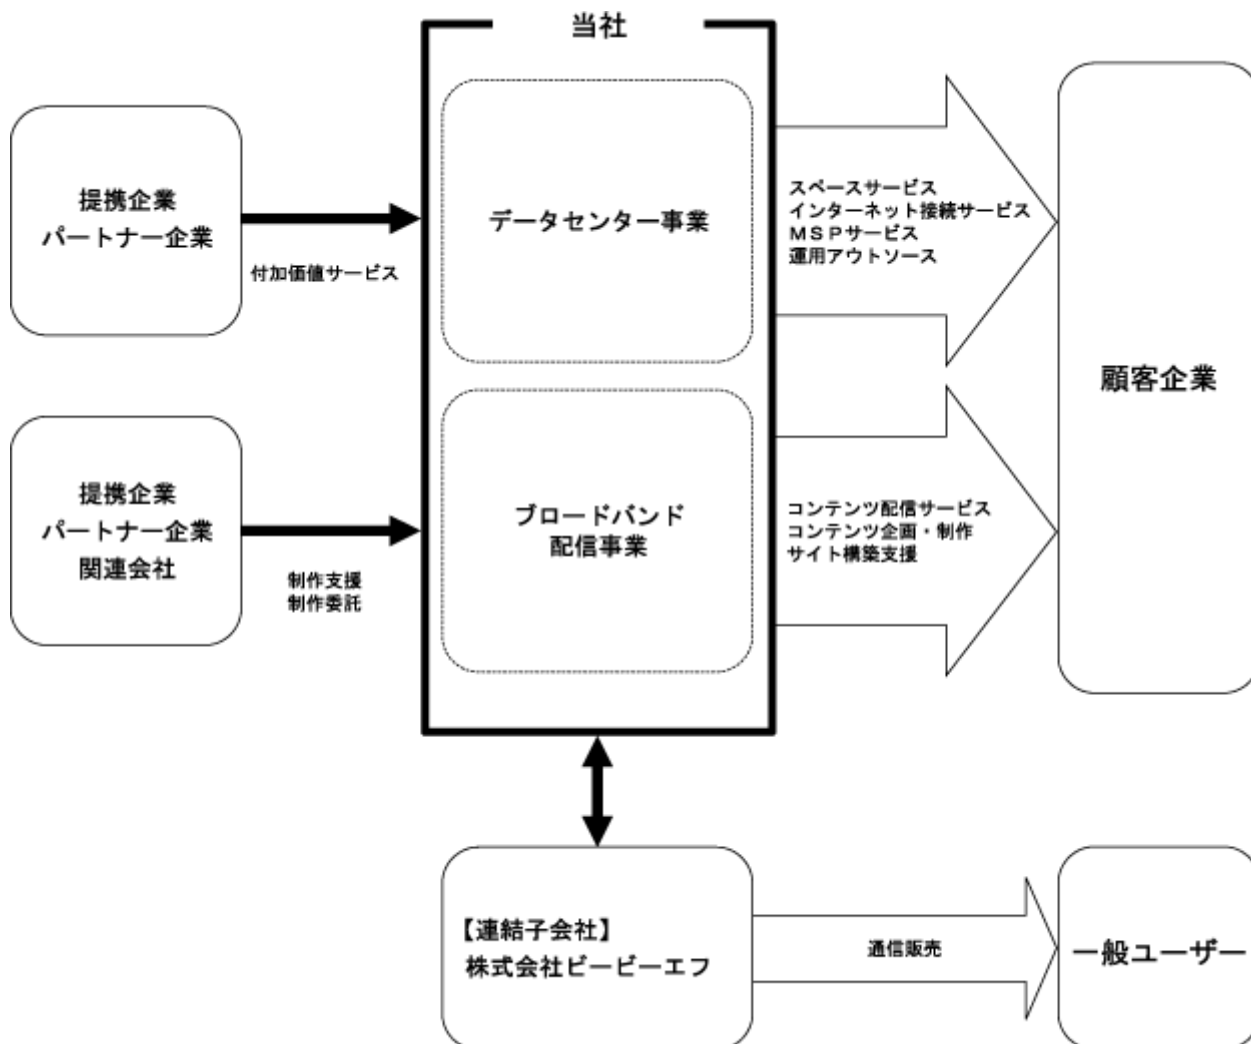 当社
提携企業
パートナー企業
付加価値サービス
データセンター事業
スペースサービス
インターネット接続サービス
ＭＳＰサービス
運用アウトソース
顧客企業
提携企業
パートナー企業
関連会社
制作支援
制作委託
ブロードバンド
配信事業
コンテンツ配信サービス
コンテンツ企画・制作
サイト構築支援
【連結子会社】
株式会社ビービーエフ
通信販売
一般ユーザー